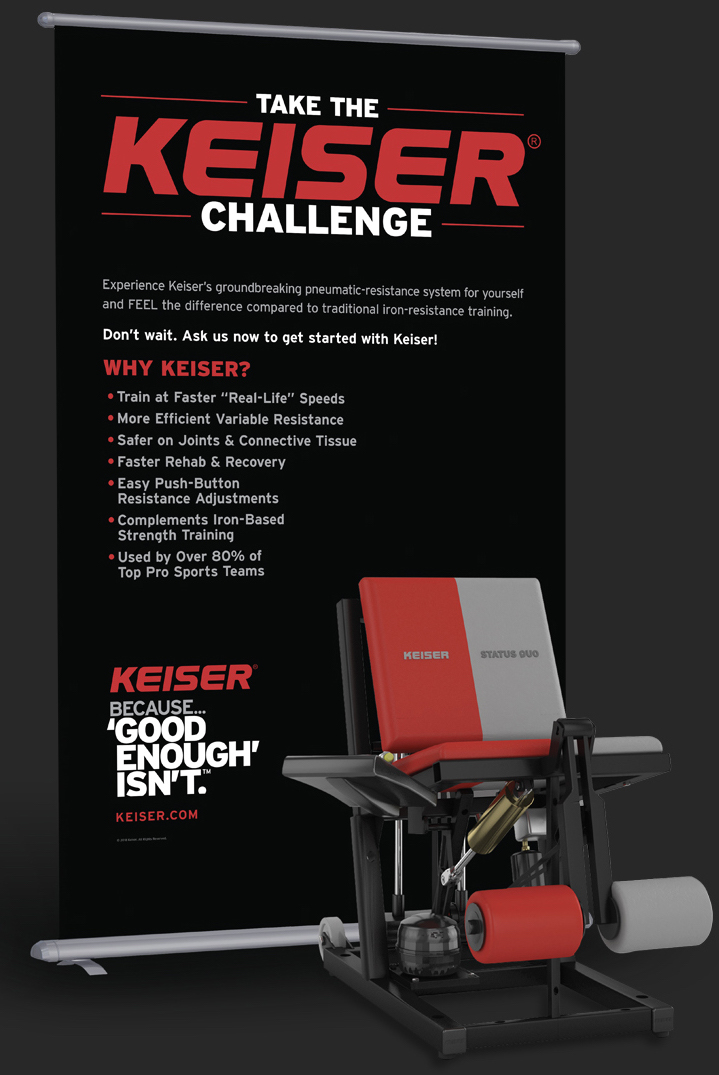 TAKE THE
KEISER®
CHALLENGE
Experience Keiser's groundbreaking pneumatic-resistance system for yourself
and FEEL the difference compared to traditional iron-resistance training.
Don't wait. Ask us now to get started with Keiser!
WHY KEISER?
• Train at Faster "Real-Life" Speeds
• More Efficient Variable Resistance
• Safer on Joints & Connective Tissue
• Faster Rehab & Recovery
• Easy Push-Button
Resistance Adjustments
• Complements Iron-Based
Strength Training
• Used by Over 80% of
Top Pro Sports Teams
KEISER®
BECAUSE...
'GOOD
ENOUGH'
ISN'T.™
KEISER.COM
KEISER STATUS QUO